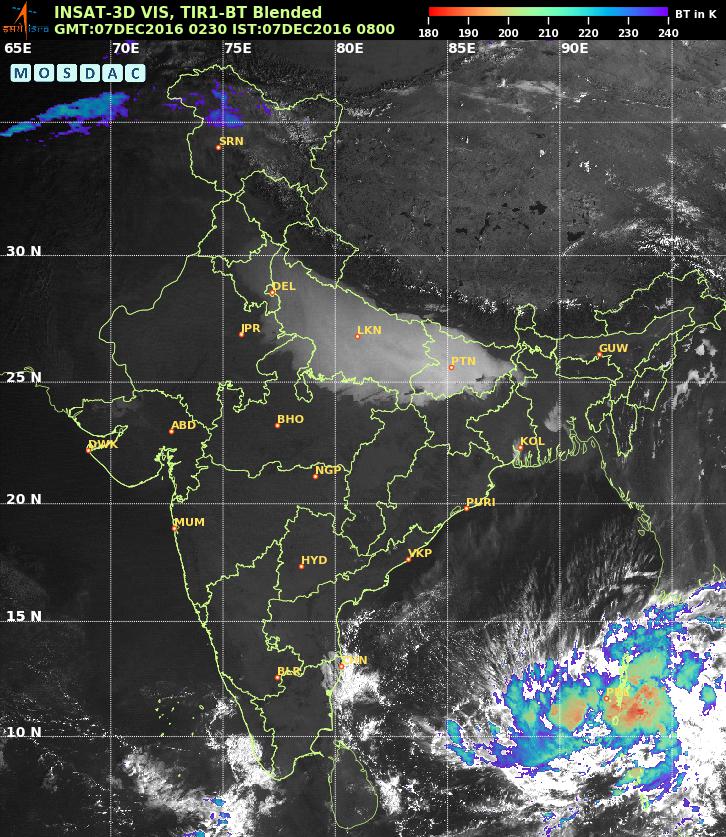 INSAT-3D VIS, TIR1-BT Blended
GMT:07DEC2016 0230 IST:07DEC2016 0800
BT in K
180 190 200 210 220 230 240
65E 70E 75E 80E 85E 90E
MOSDAC
SRN
30 N
DEL
JPR
LKN
PTN
GUW
25 N
ABD
BHO
DWK
KOL
NGP
20 N
PURI
MUM
VKP
HYD
15 N
BLR
10 N